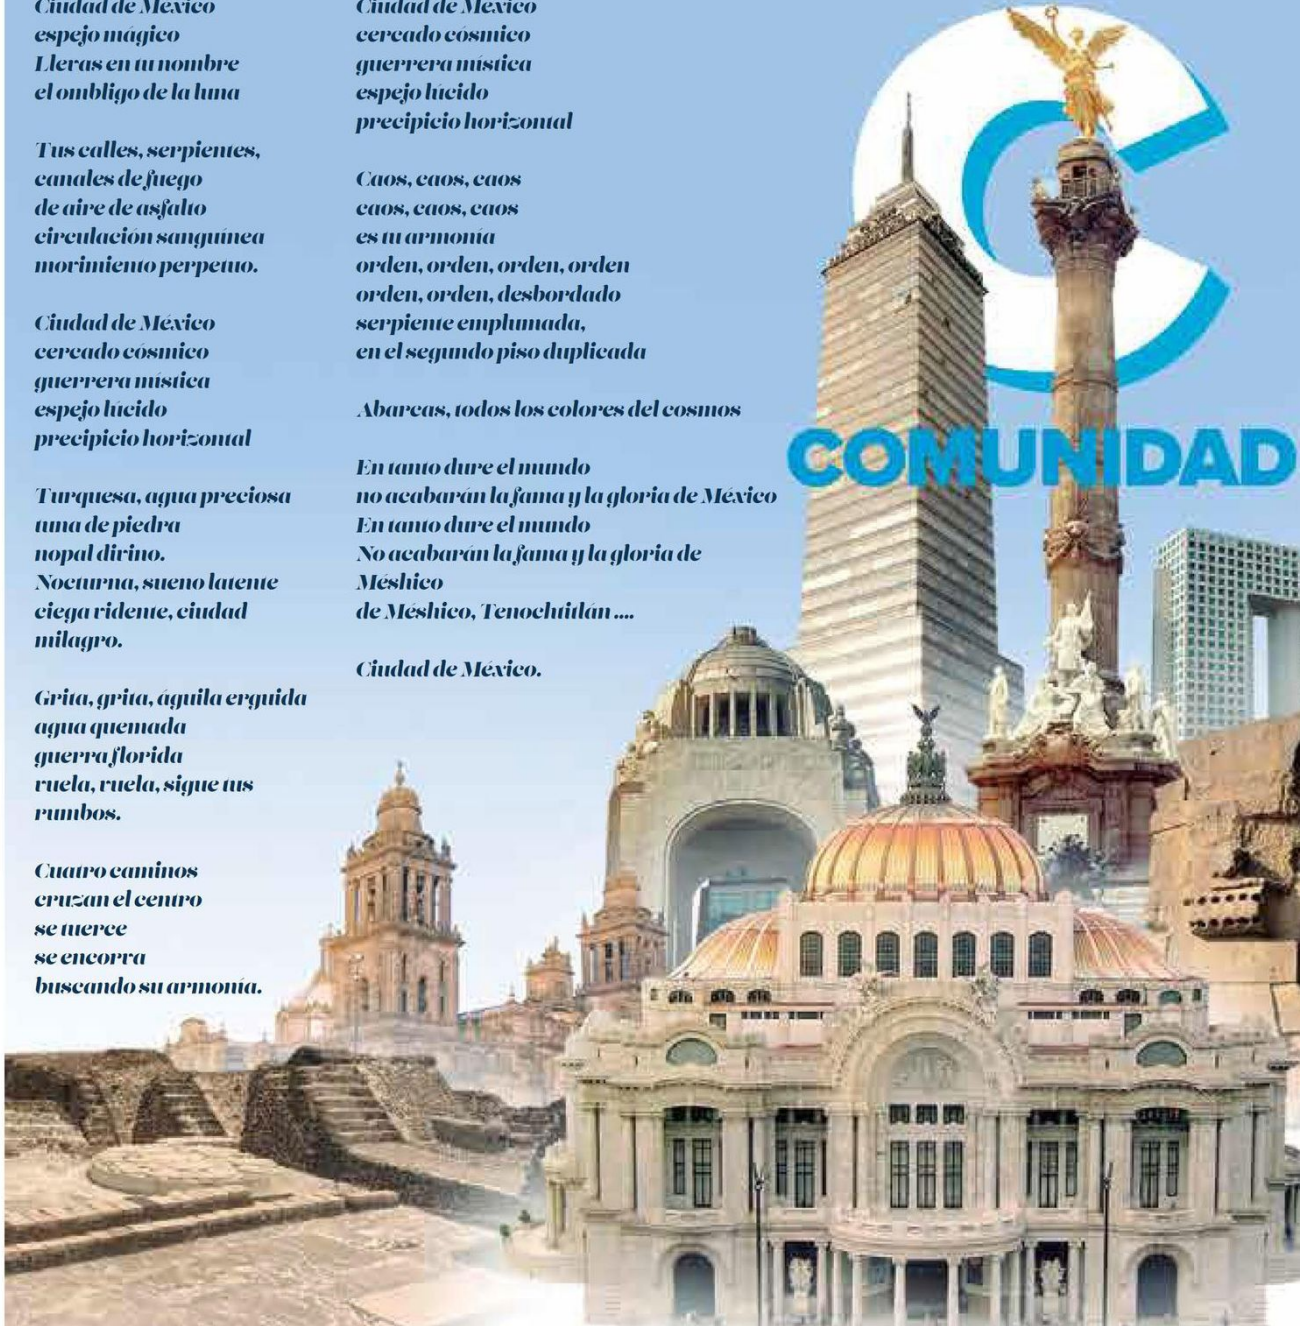 Ciudad de México
espejo mágico
Llevas en tu nombre
el ombligo de la luna
Tus calles, serpientes,
canales de fuego
de aire de asfalto
circulación sanguínea
movimiento perpetuo.
Ciudad de México
cercado cósmico
guerrera mística
espejo lúcido
precipicio horizontal
Turquesa, agua preciosa
tuna de piedra
nopal divino.
Nocturna, sueno latente
ciega vidente, ciudad
milagro.
Grita, grita, águila erguida
agua quemada
guerra florida
vuela, vuela, sigue tus
rumbos.
Cuatro caminos
cruzan el centro
se tuerce
se encorva
buscando su armonía.
Ciudad de México
cercado cósmico
guerrera mística
espejo lúcido
precipicio horizontal
Caos, caos, caos
caos, caos, caos
es tu armonía
orden, orden, orden, orden
orden, orden, desbordado
serpiente emplumada,
en el segundo piso duplicada
Abarcas, todos los colores del cosmos
En tanto dure el mundo
no acabarán la fama y la gloria de México
En tanto dure el mundo
No acabarán la fama y la gloria de
Méshico
de Méshico, Tenochtitlán ....
Ciudad de México.
C
COMUNIDAD